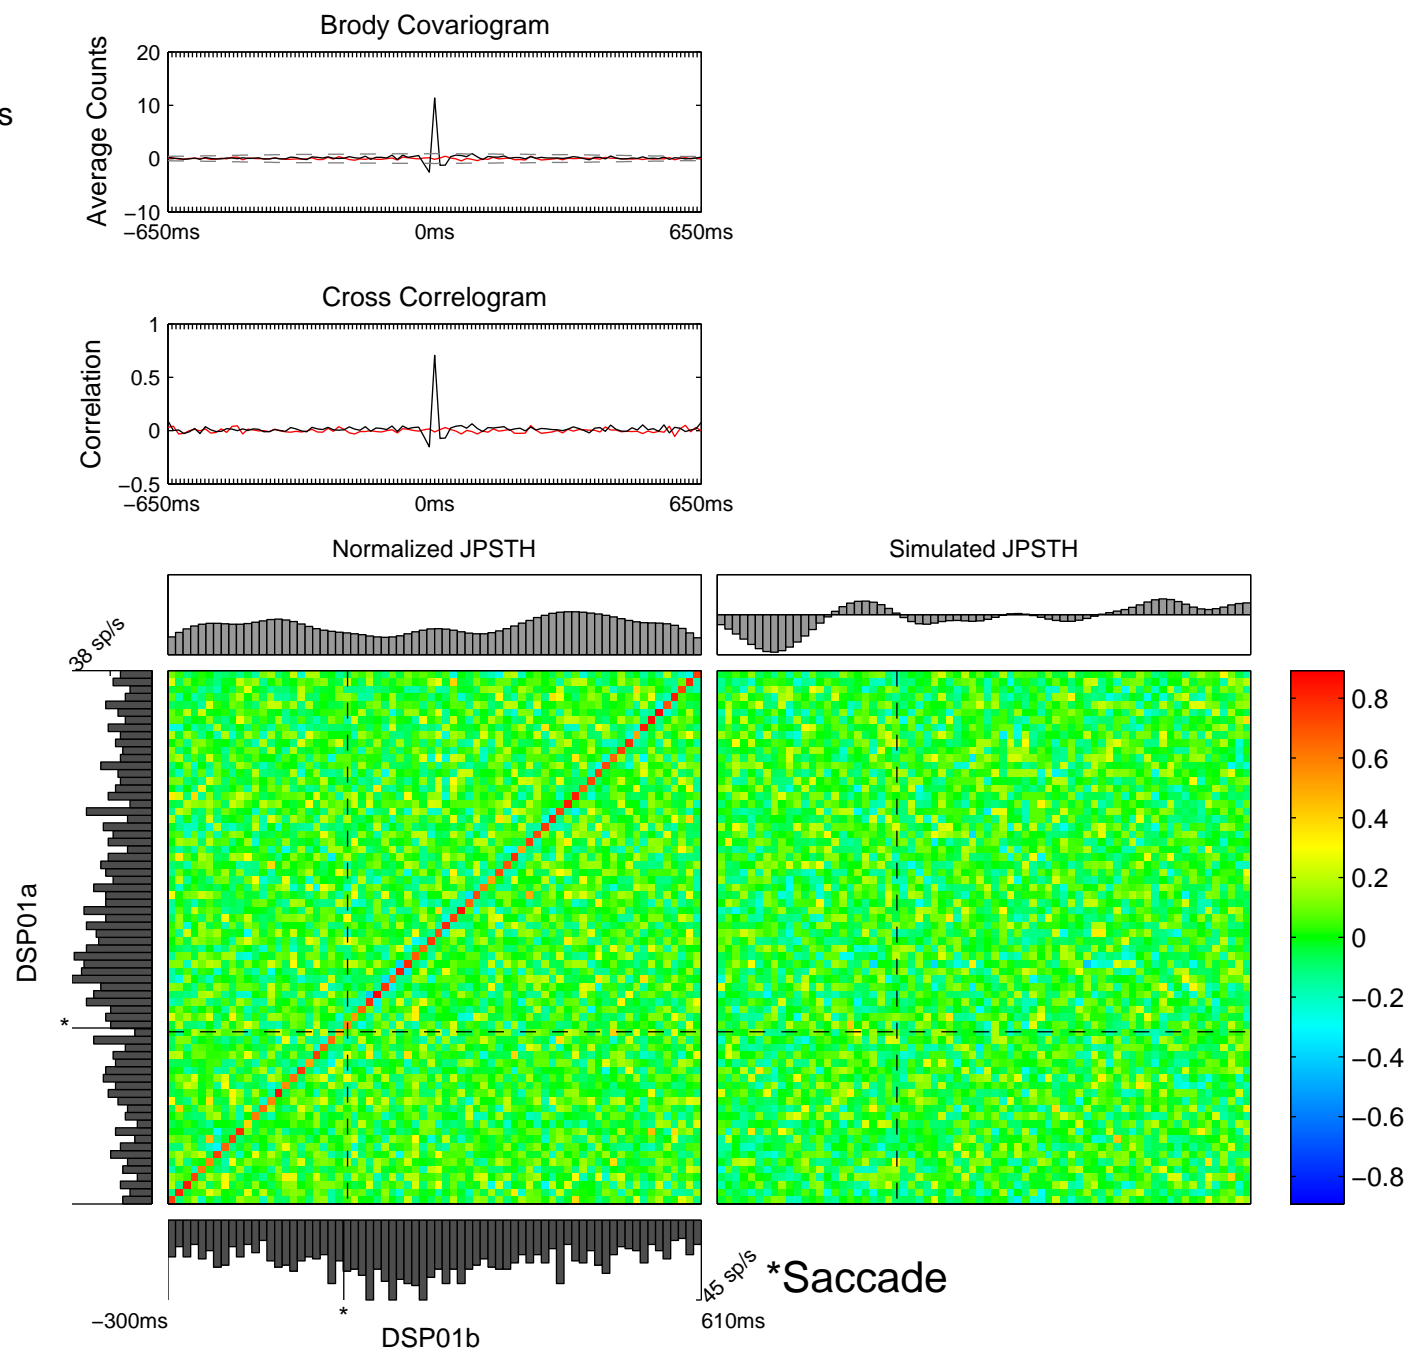 Brody Covariogram
s
Average Counts
20
10
0
−10
−650ms 0ms 650ms
Cross Correlogram
Correlation
1
0.5
0
−0.5
−650ms 0ms 650ms
Normalized JPSTH
Simulated JPSTH
38 sp/s
DSP01a
*
0.8
0.6
0.4
0.2
0
−0.2
−0.4
−0.6
−0.8
45 sp/s
*Saccade
*
−300ms
610ms
DSP01b